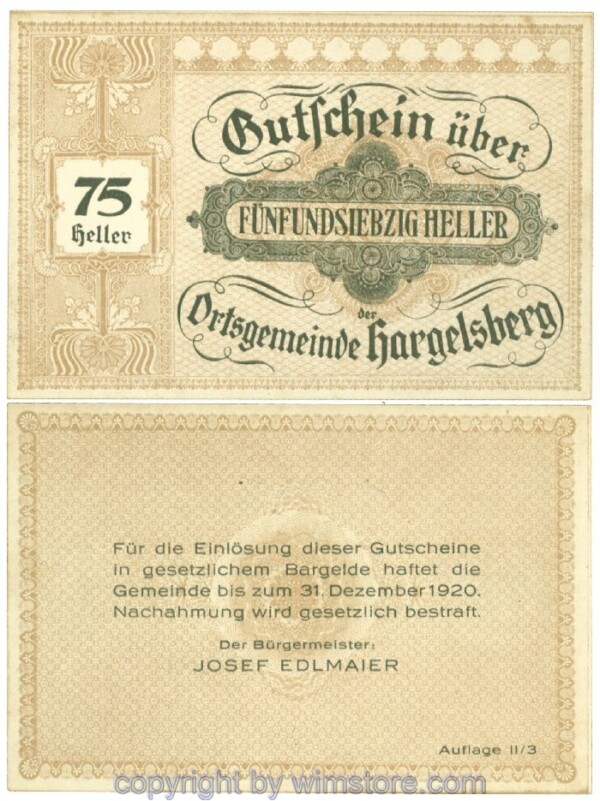 Gutschein über
75
Heller
FÜNFUNDSIEBZIG HELLER
der
Ortsgemeinde Hargelsberg
Für die Einlösung dieser Gutscheine
in gesetzlichem Bargelde haftet die
Gemeinde bis zum 31. Dezember 1920.
Nachahmung wird gesetzlich bestraft.
Der Bürgermeister:
JOSEF EDLMAIER
Auflage II/3
copyright by wimstore.com